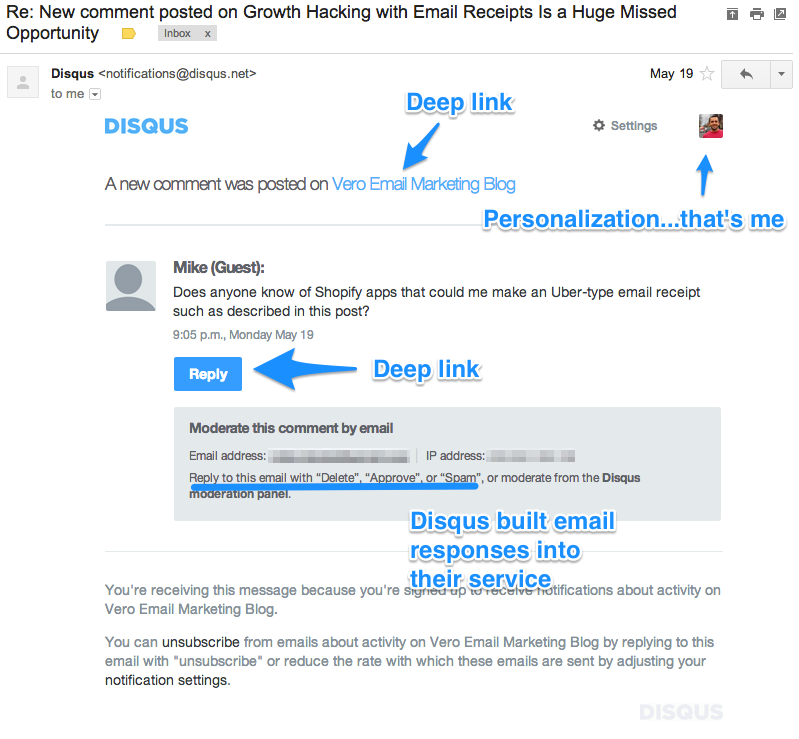 Re: New comment posted on Growth Hacking with Email Receipts Is a Huge Missed
Opportunity Inbox x
Disqus <notifications@disqus.net> May 19
to me
Deep link
DISQUS Settings
A new comment was posted on Vero Email Marketing Blog
Personalization...that's me
Mike (Guest):
Does anyone know of Shopify apps that could me make an Uber-type email receipt
such as described in this post?
9:05 p.m., Monday May 19
Reply
Deep link
Moderate this comment by email
Email address: IP address:
Reply to this email with “Delete”, “Approve”, or “Spam”, or moderate from the Disqus
moderation panel.
Disqus built email
responses into
their service
You're receiving this message because you're signed up to receive notifications about activity on
Vero Email Marketing Blog.
You can unsubscribe from emails about activity on Vero Email Marketing Blog by replying to this
email with "unsubscribe" or reduce the rate with which these emails are sent by adjusting your
notification settings.
DISQUS